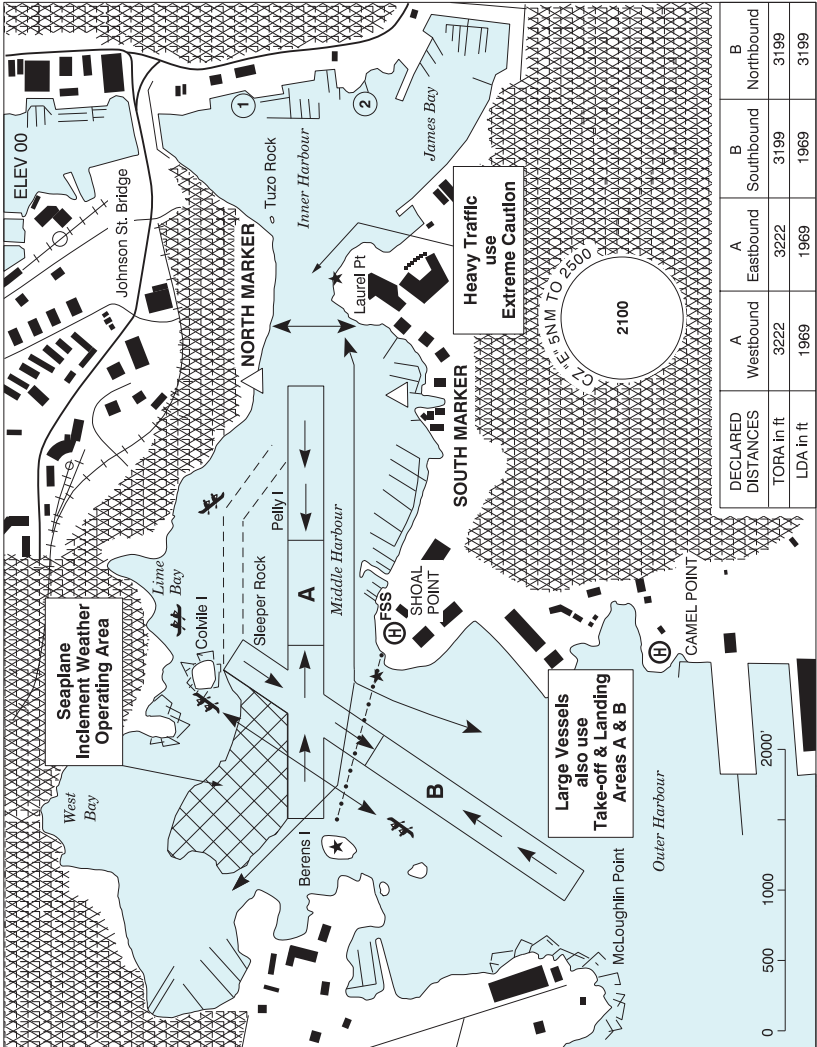 ELEV 00
Johnson St. Bridge
1
2
Tuzo Rock
Inner Harbour
James Bay
NORTH MARKER
Laurel Pt
Heavy Traffic
use
Extreme Caution
CZ "E" 5NM TO 2500
2100
SOUTH MARKER
Pelly I
A
Middle Harbour
Sleeper Rock
Lime
Bay
Colvile I
Seaplane
Inclement Weather
Operating Area
H
FSS
SHOAL
POINT
H
CAMEL POINT
West
Bay
B
Berens I
Large Vessels
also use
Take-off & Landing
Areas A & B
Outer Harbour
McLoughlin Point
0
500
1000
2000'
DECLARED
DISTANCES
A
Westbound
A
Eastbound
B
Southbound
B
Northbound
TORA in ft 3222 3222 3199 3199
LDA in ft 1969 1969 1969 3199